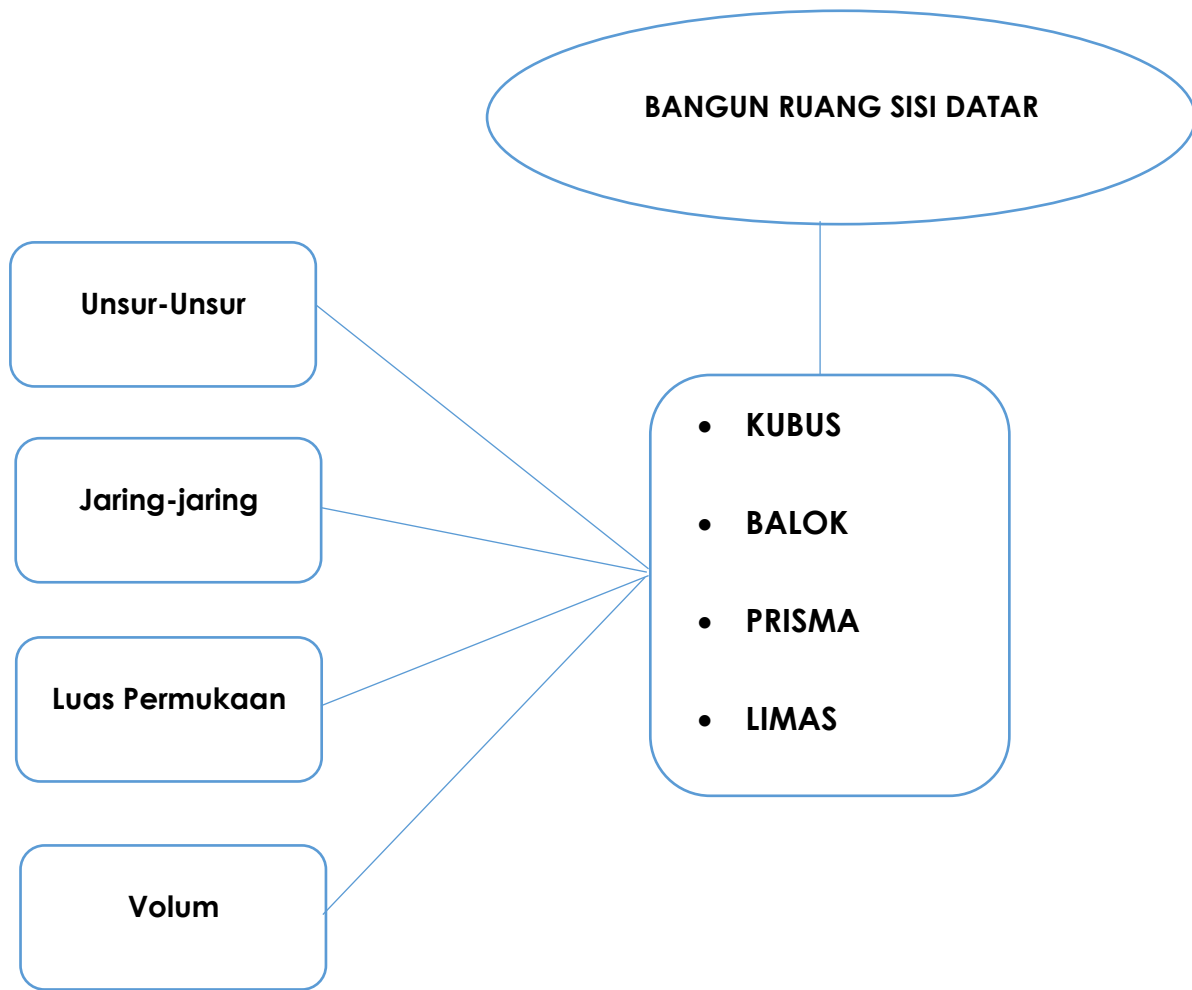 BANGUN RUANG SISI DATAR
Unsur-Unsur
Jaring-jaring
Luas Permukaan
Volum
• KUBUS
• BALOK
• PRISMA
• LIMAS